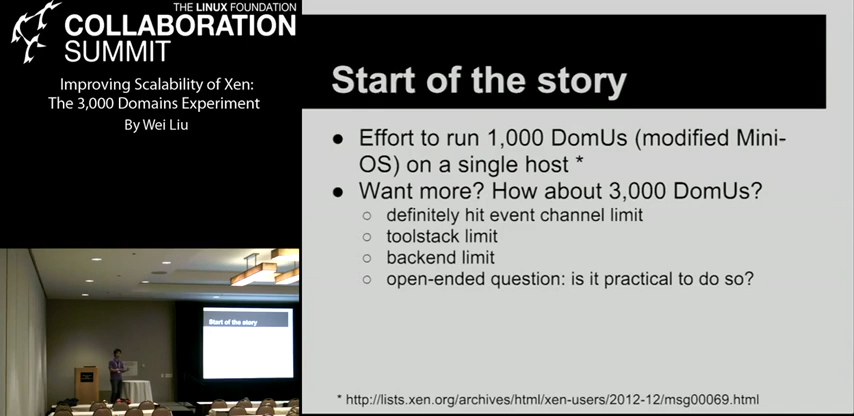 THE LINUX FOUNDATION
COLLABORATION
SUMMIT
Improving Scalability of Xen:
The 3,000 Domains Experiment
By Wei Liu
Start of the story
● Effort to run 1,000 DomUs (modified Mini-
OS) on a single host *
● Want more? How about 3,000 DomUs?
○ definitely hit event channel limit
○ toolstack limit
○ backend limit
○ open-ended question: is it practical to do so?
* http://lists.xen.org/archives/html/xen-users/2012-12/msg00069.html
Start of the story